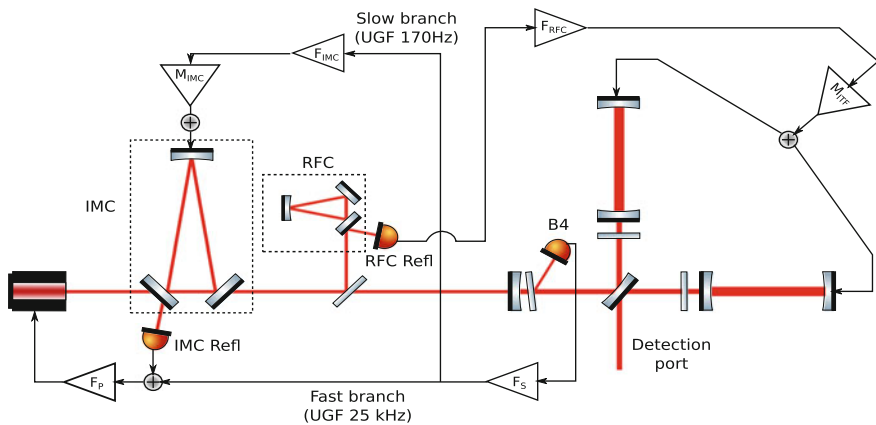 Slow branch
(UGF 170Hz)
F_IMC
F_RFC
M_IMC
M_ITF
RFC
IMC
B4
RFC Refl
IMC Refl
Detection
port
F_P
F_S
Fast branch
(UGF 25 kHz)